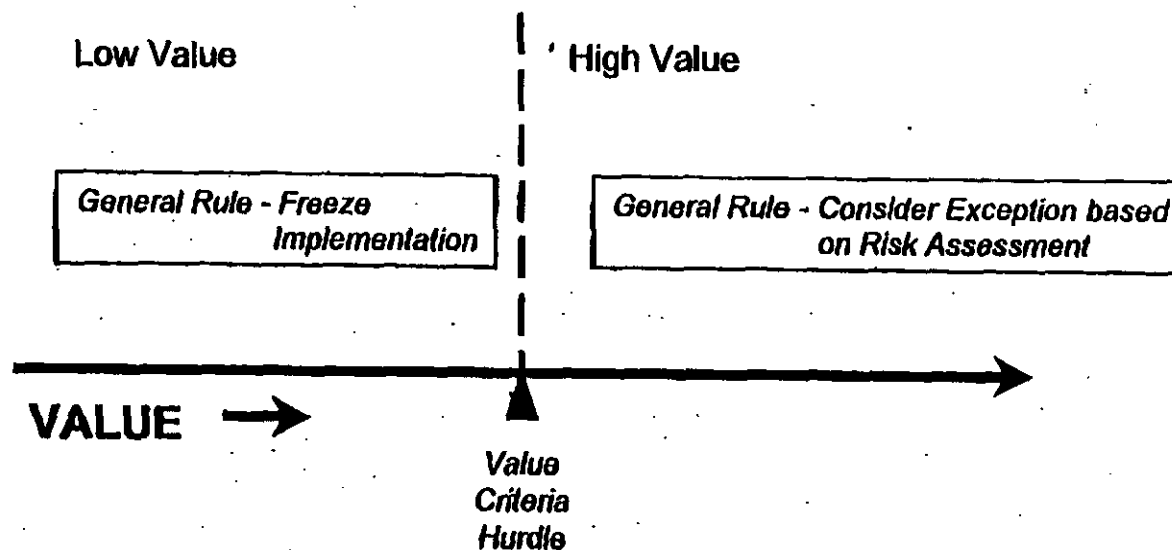 Low Value
High Value
General Rule - Freeze
Implementation
General Rule - Consider Exception based
on Risk Assessment
VALUE
Value
Criteria
Hurdle